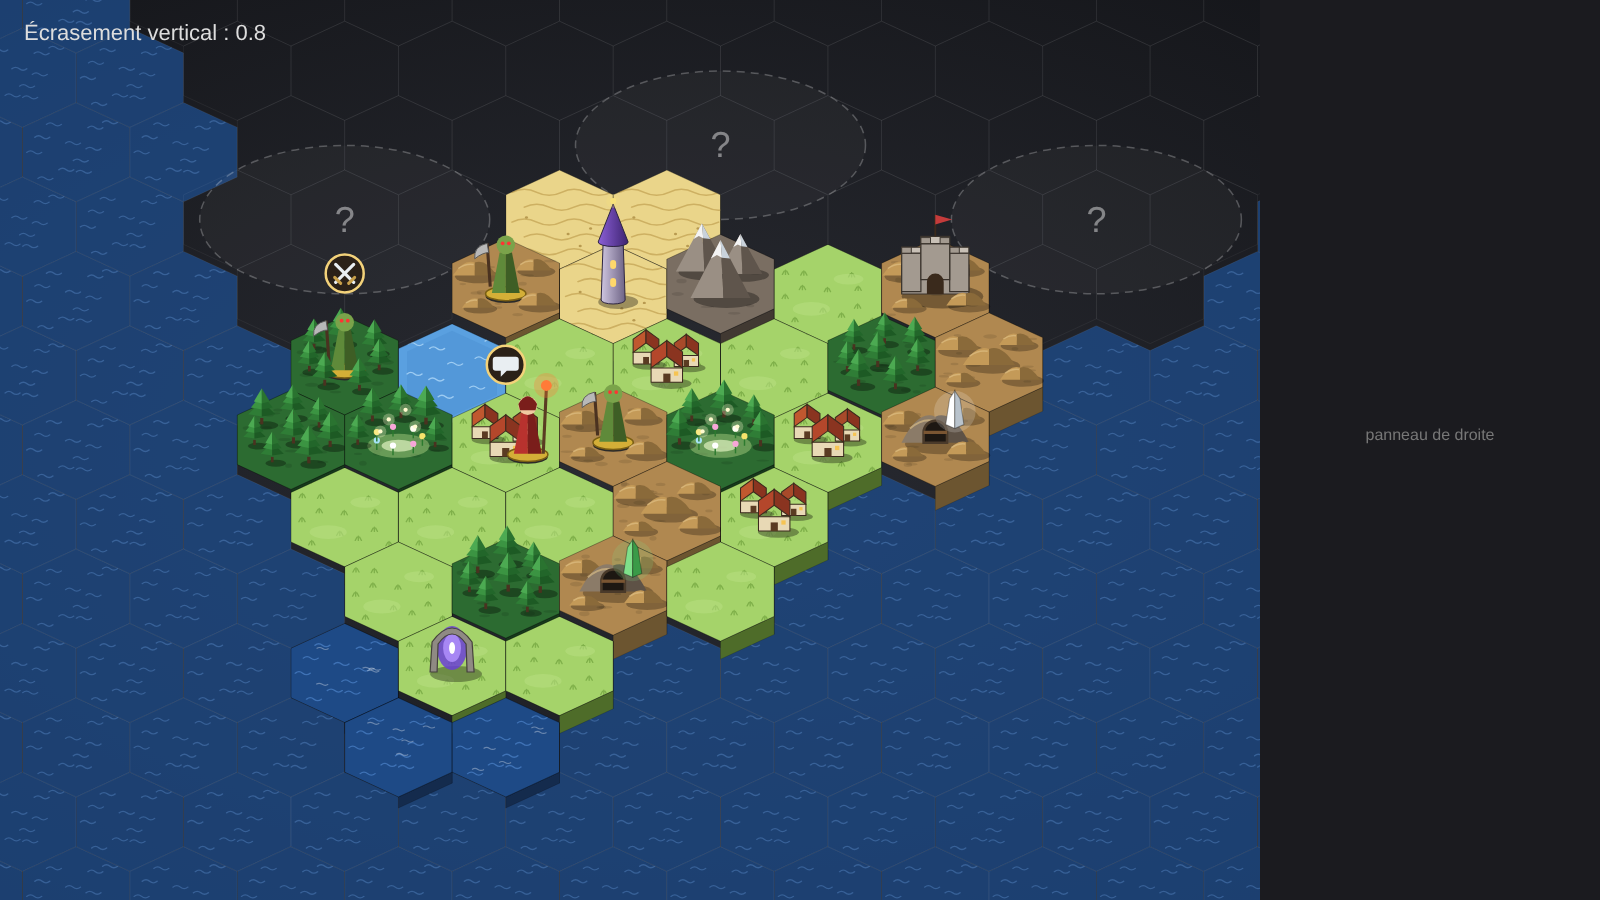 Écrasement vertical : 0.8
?
?
?
panneau de droite